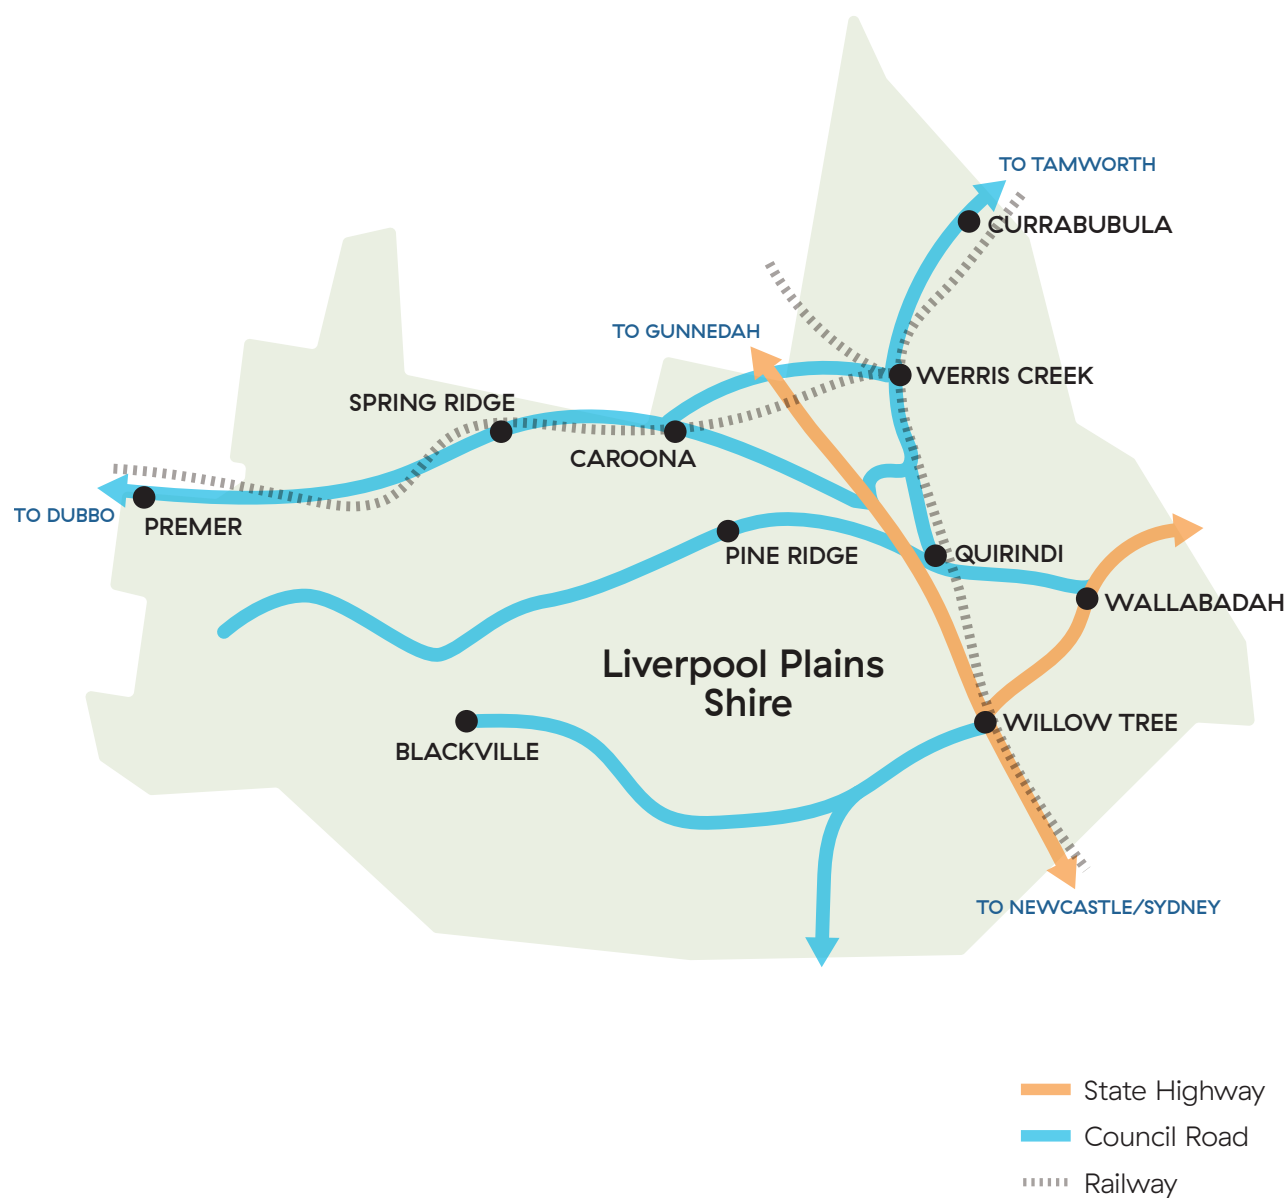 TO TAMWORTH
CURRABUBULA
TO GUNNEDAH
WERRIS CREEK
SPRING RIDGE
CAROONA
TO DUBBO
PREMER
PINE RIDGE
QUIRINDI
WALLABADAH
Liverpool Plains
Shire
BLACKVILLE
WILLOW TREE
TO NEWCASTLE/SYDNEY
State Highway
Council Road
Railway